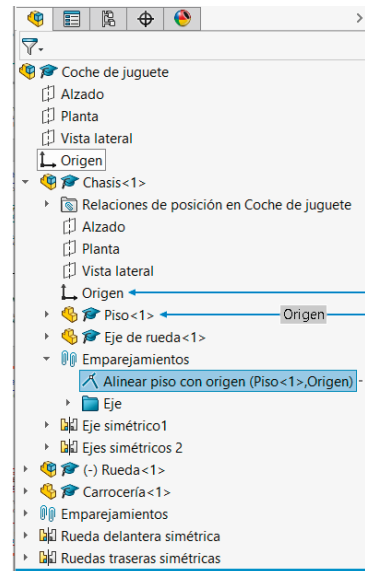 Coche de juguete
Alzado
Planta
Vista lateral
Origen
Chasis<1>
Relaciones de posición en Coche de juguete
Alzado
Planta
Vista lateral
Origen
Piso<1> Origen
Eje de rueda<1>
Emparejamientos
Alinear piso con origen (Piso<1>,Origen)
Eje
Eje simétrico1
Ejes simétricos 2
(-) Rueda<1>
Carrocería<1>
Emparejamientos
Rueda delantera simétrica
Ruedas traseras simétricas